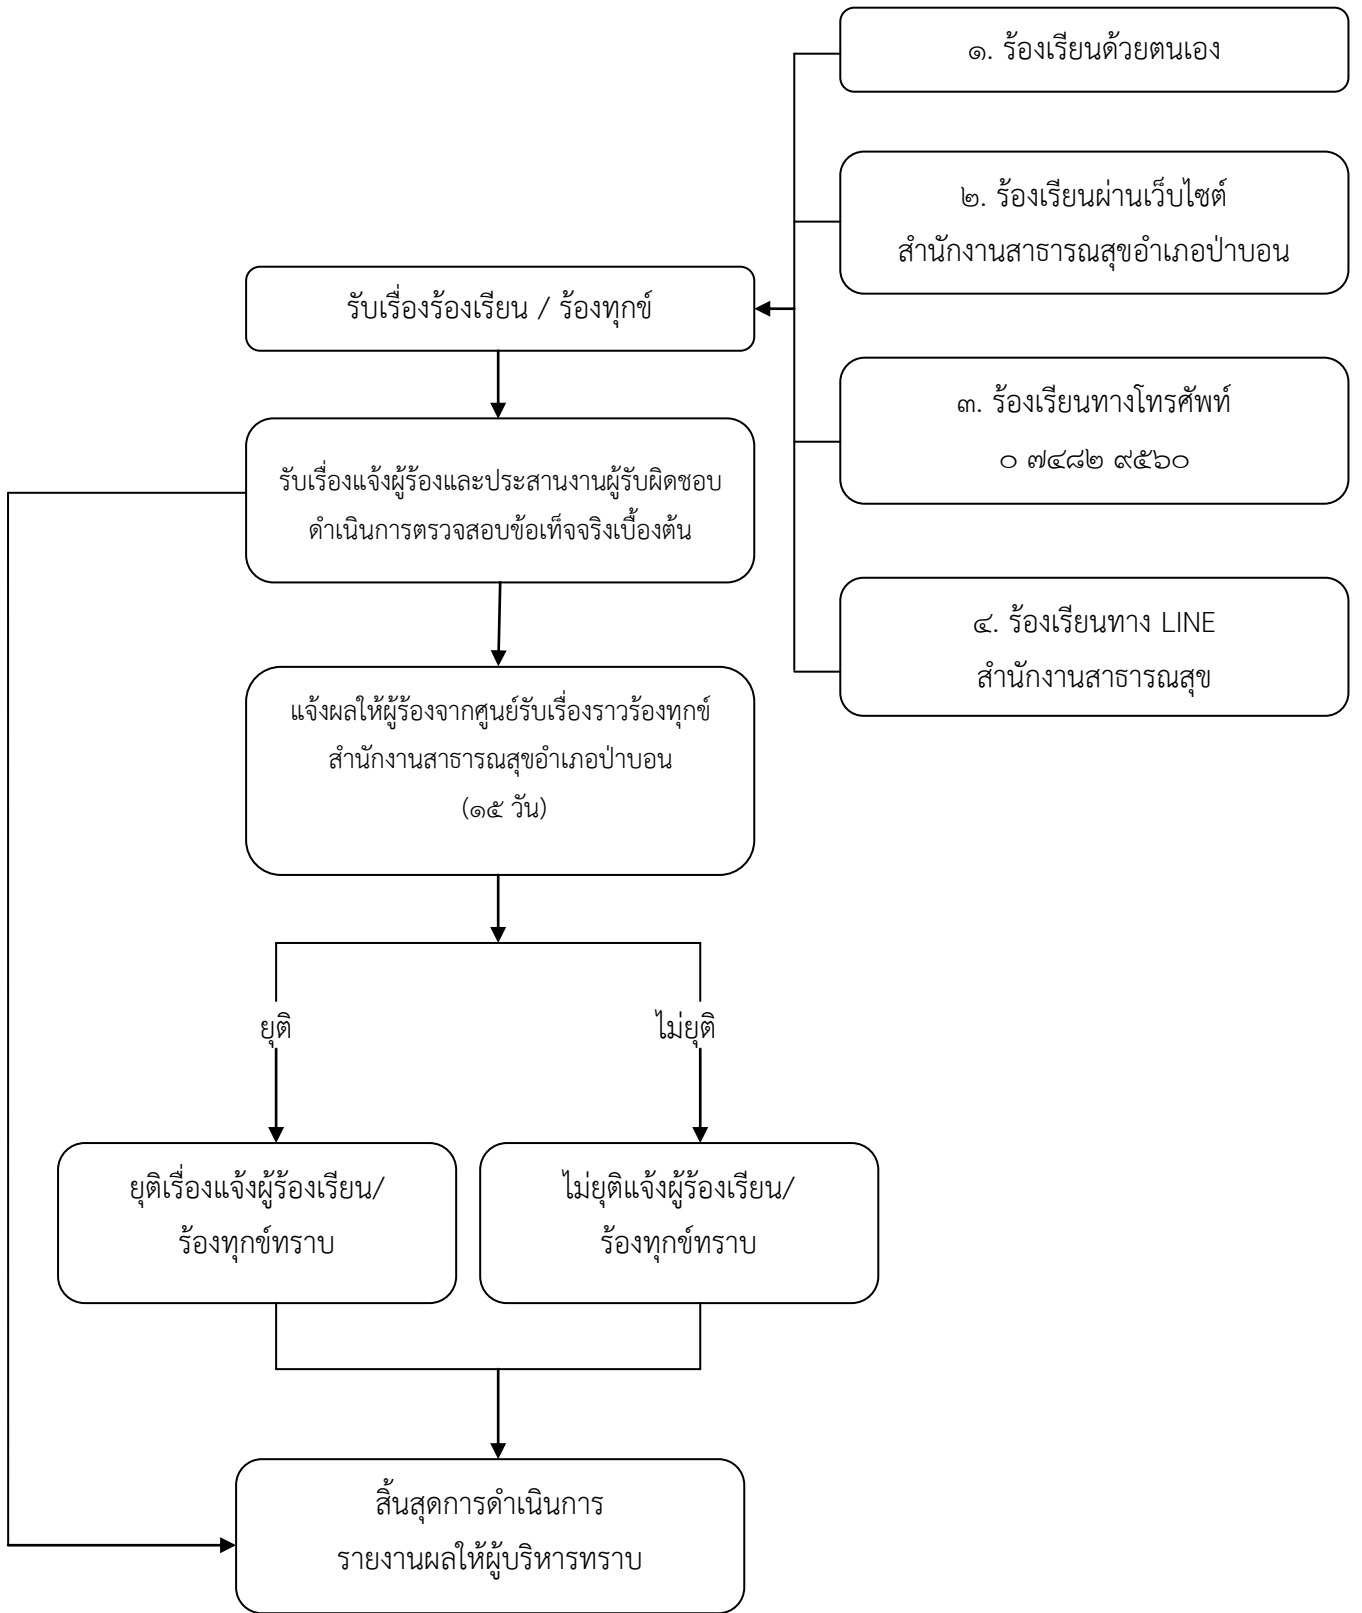 ๑. ร้องเรียนด้วยตนเอง
๒. ร้องเรียนผ่านเว็บไซต์
สำนักงานสาธารณสุขอำเภอป่าบอน
รับเรื่องร้องเรียน / ร้องทุกข์
๓. ร้องเรียนทางโทรศัพท์
๐ ๗๔๘๒ ๙๕๖๐
รับเรื่องแจ้งผู้ร้องและประสานงานผู้รับผิดชอบ
ดำเนินการตรวจสอบข้อเท็จจริงเบื้องต้น
๔. ร้องเรียนทาง LINE
สำนักงานสาธารณสุข
แจ้งผลให้ผู้ร้องจากศูนย์รับเรื่องราวร้องทุกข์
สำนักงานสาธารณสุขอำเภอป่าบอน
(๑๕ วัน)
ยุติ
ไม่ยุติ
ยุติเรื่องแจ้งผู้ร้องเรียน/
ร้องทุกข์ทราบ
ไม่ยุติแจ้งผู้ร้องเรียน/
ร้องทุกข์ทราบ
สิ้นสุดการดำเนินการ
รายงานผลให้ผู้บริหารทราบ